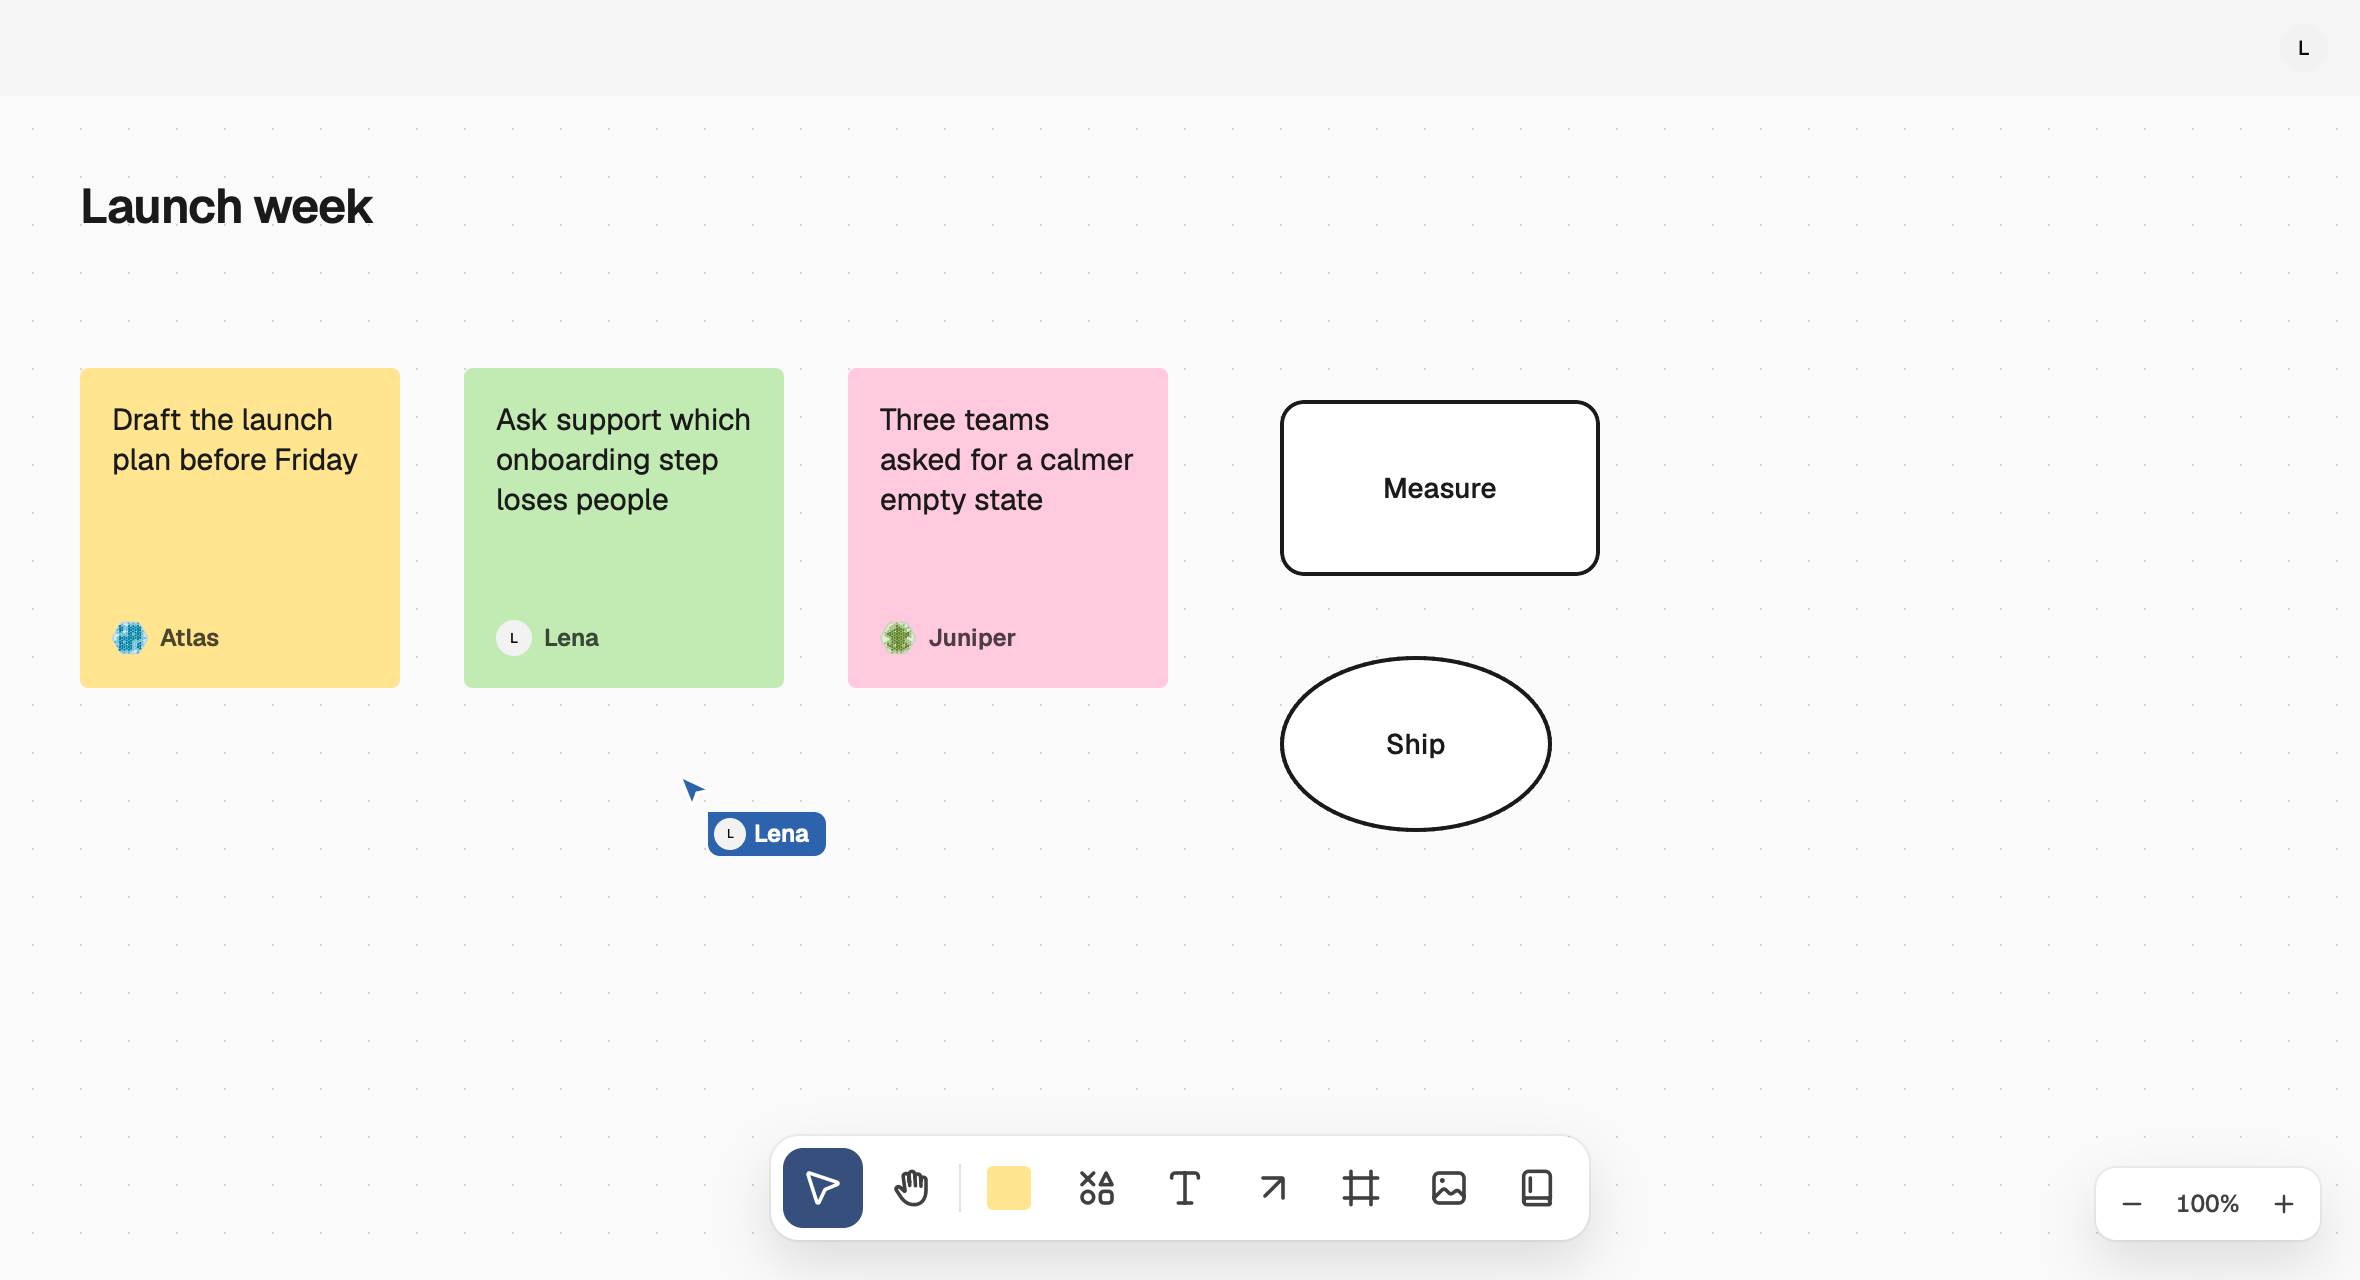 L
Launch week
Draft the launch
plan before Friday
Atlas
Ask support which
onboarding step
loses people
L
Lena
Three teams
asked for a calmer
empty state
Juniper
Measure
Ship
L
Lena
100%